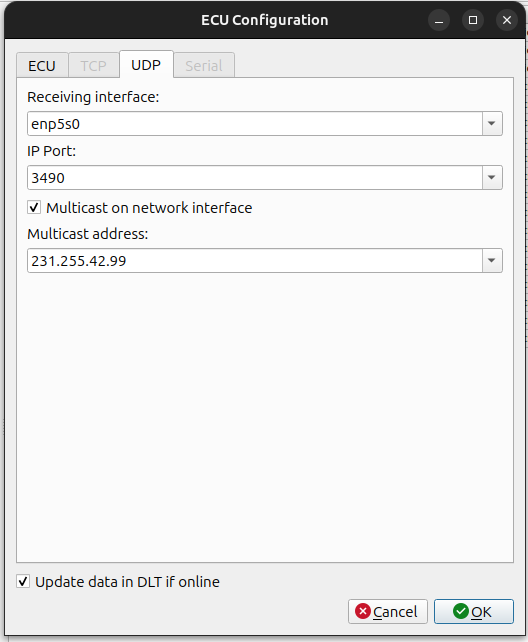 ECU Configuration
ECU TCP UDP Serial
Receiving interface:
enp5s0
IP Port:
3490
Multicast on network interface
Multicast address:
231.255.42.99
Update data in DLT if online
Cancel OK